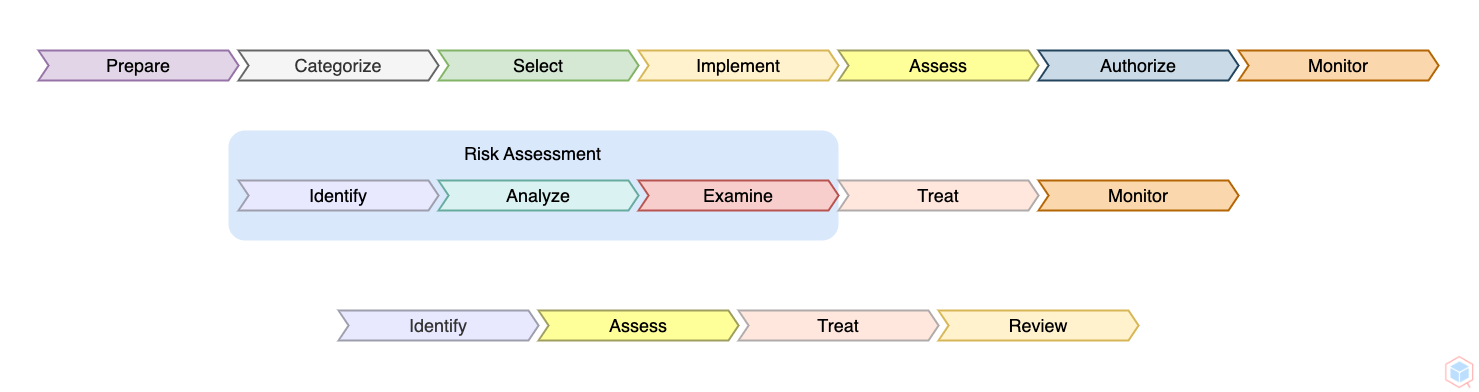 Prepare Categorize Select Implement Assess Authorize Monitor
Risk Assessment
Identify Analyze Examine Treat Monitor
Identify Assess Treat Review